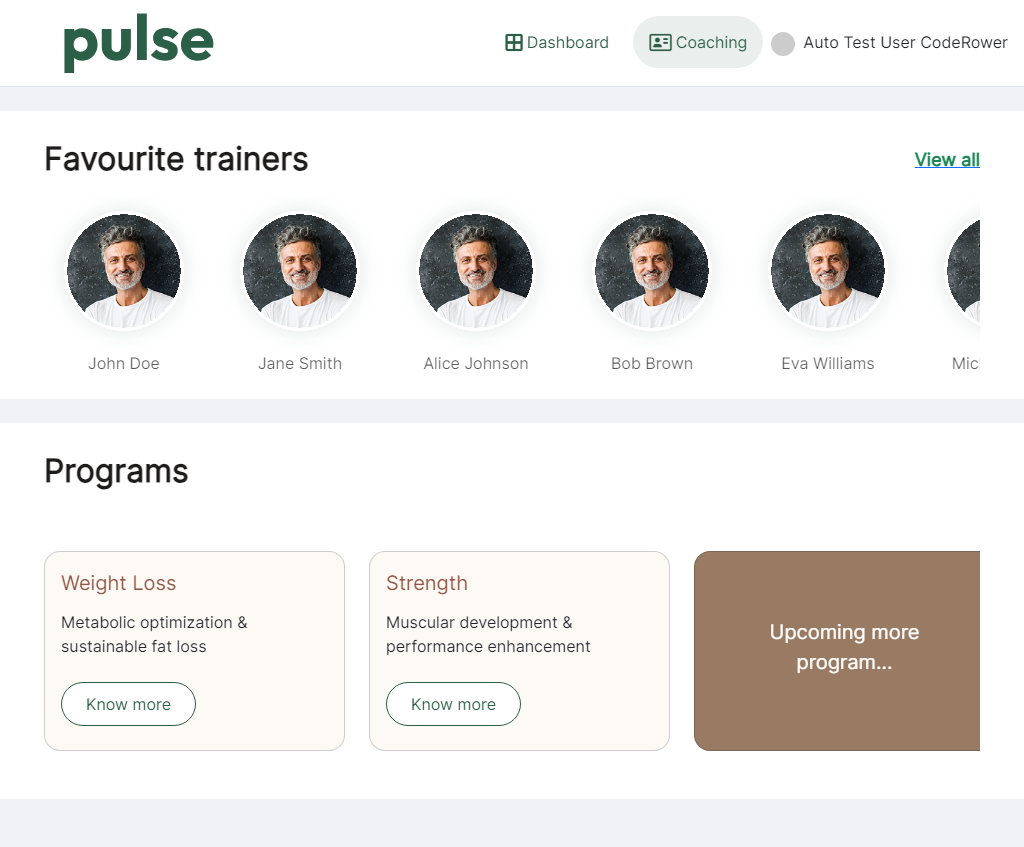 pulse
Dashboard
Coaching
Auto Test User CodeRower
Favourite trainers
View all
John Doe
Jane Smith
Alice Johnson
Bob Brown
Eva Williams
Mic
Programs
Weight Loss
Metabolic optimization &
sustainable fat loss
Know more
Strength
Muscular development &
performance enhancement
Know more
Upcoming more
program...